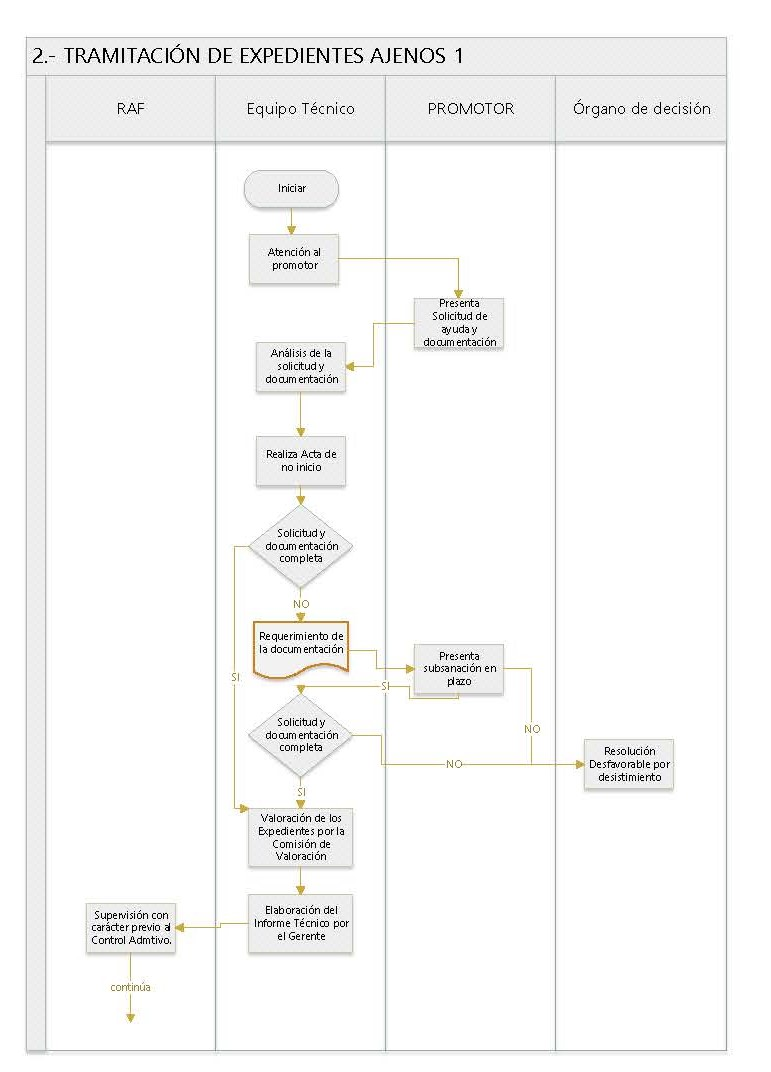 2.- TRAMITACIÓN DE EXPEDIENTES AJENOS 1
RAF
Equipo Técnico
PROMOTOR
Órgano de decisión
Iniciar
Atención al
promotor
Presenta
Solicitud de
ayuda y
documentación
Análisis de la
solicitud y
documentación
Realiza Acta de
no inicio
Solicitud y
documentación
completa
NO
Requerimiento de
la documentación
Presenta
subsanación en
plazo
SI
SI
NO
Solicitud y
documentación
completa
NO
Resolución
Desfavorable por
desistimiento
SI
Valoración de los
Expedientes por la
Comisión de
Valoración
Elaboración del
Informe Técnico por
el Gerente
Supervisión con
carácter previo al
Control Admtivo.
continúa